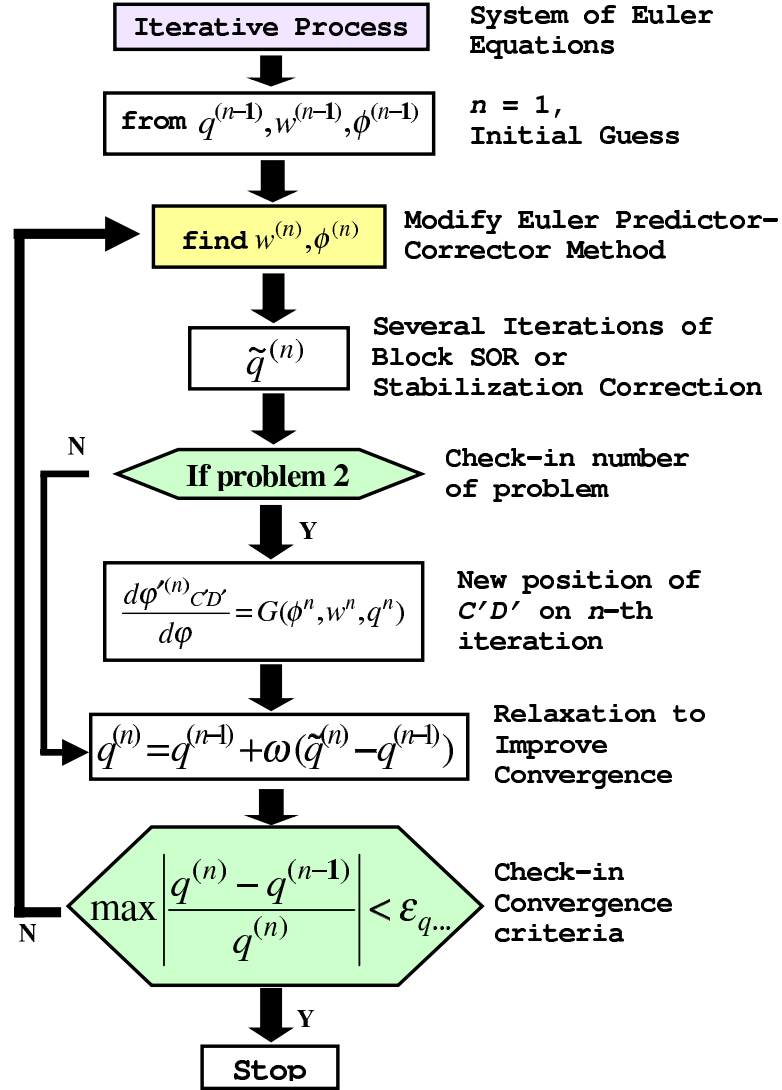 Iterative Process
System of Euler
Equations
from q⁽ⁿ⁻¹⁾, w⁽ⁿ⁻¹⁾, ϕ⁽ⁿ⁻¹⁾
n = 1,
Initial Guess
find w⁽ⁿ⁾, ϕ⁽ⁿ⁾
Modify Euler Predictor-
Corrector Method
q̃⁽ⁿ⁾
Several Iterations of
Block SOR or
Stabilization Correction
N
If problem 2
Check-in number
of problem
Y
dφ′⁽ⁿ⁾C′D′ / dφ = G(ϕⁿ, wⁿ, qⁿ)
New position of
C′D′ on n-th
iteration
q⁽ⁿ⁾ = q⁽ⁿ⁻¹⁾ + ω(q̃⁽ⁿ⁾ − q⁽ⁿ⁻¹⁾)
Relaxation to
Improve
Convergence
max |(q⁽ⁿ⁾ − q⁽ⁿ⁻¹⁾) / q⁽ⁿ⁾| < ε_q...
Check-in
Convergence
criteria
N
Y
Stop